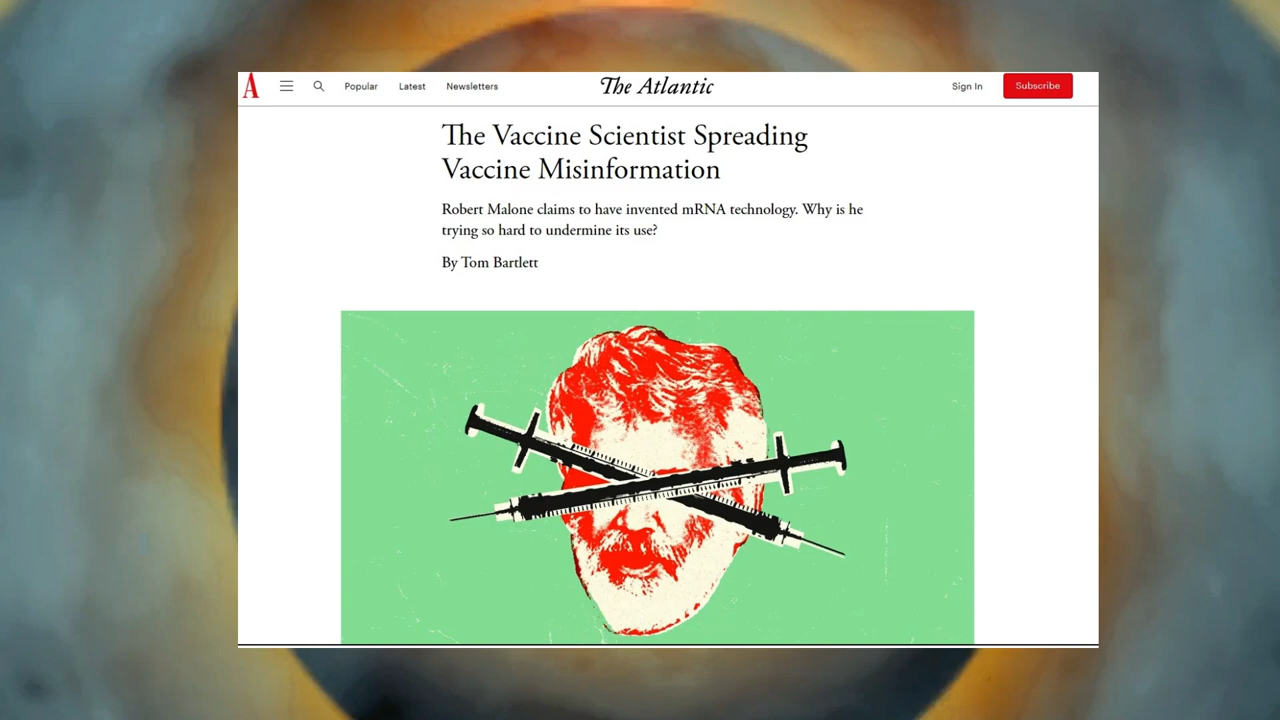 A
Popular
Latest
Newsletters
The Atlantic
Sign In
Subscribe
The Vaccine Scientist Spreading
Vaccine Misinformation
Robert Malone claims to have invented mRNA technology. Why is he
trying so hard to undermine its use?
By Tom Bartlett